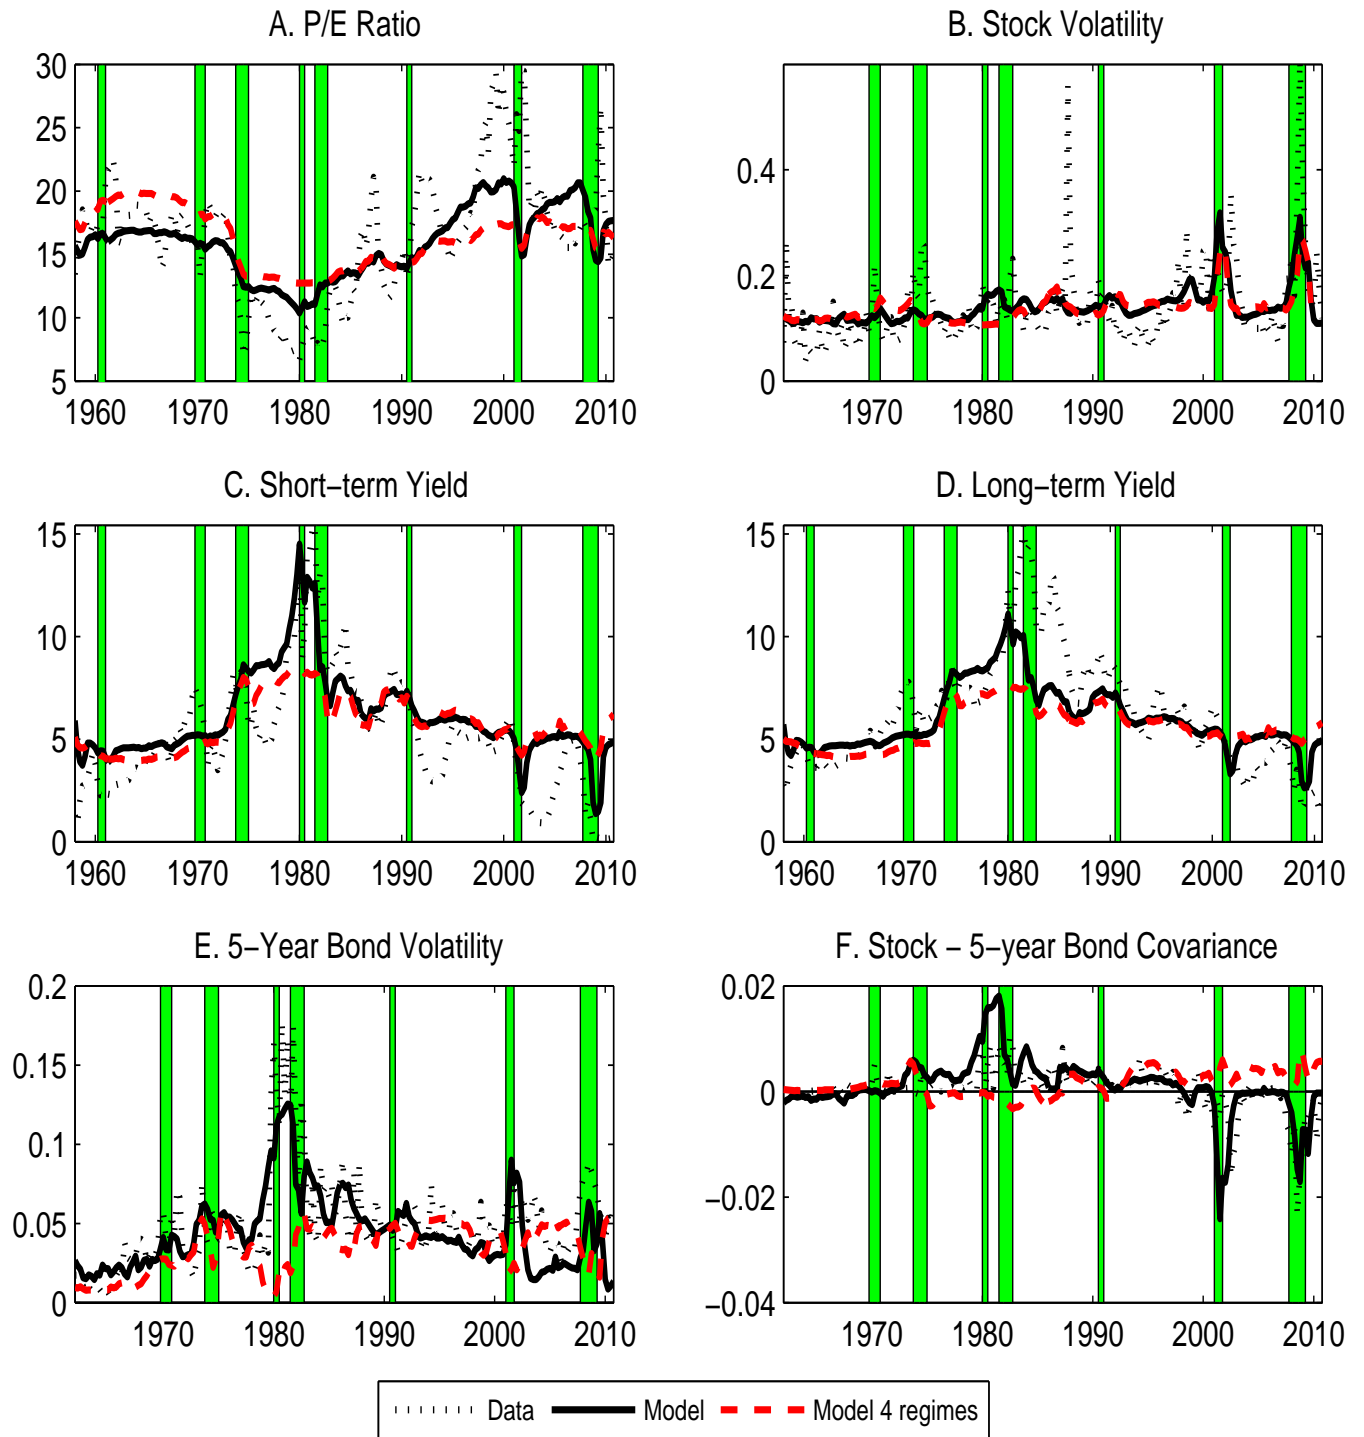 A. P/E Ratio
B. Stock Volatility
30
25
20
15
10
5
1960 1970 1980 1990 2000 2010
0.4
0.2
0
1970 1980 1990 2000 2010
C. Short−term Yield
D. Long−term Yield
15
10
5
0
1960 1970 1980 1990 2000 2010
15
10
5
0
1960 1970 1980 1990 2000 2010
E. 5−Year Bond Volatility
F. Stock − 5−year Bond Covariance
0.2
0.15
0.1
0.05
0
1970 1980 1990 2000 2010
0.02
0
−0.02
−0.04
1970 1980 1990 2000 2010
Data Model Model 4 regimes